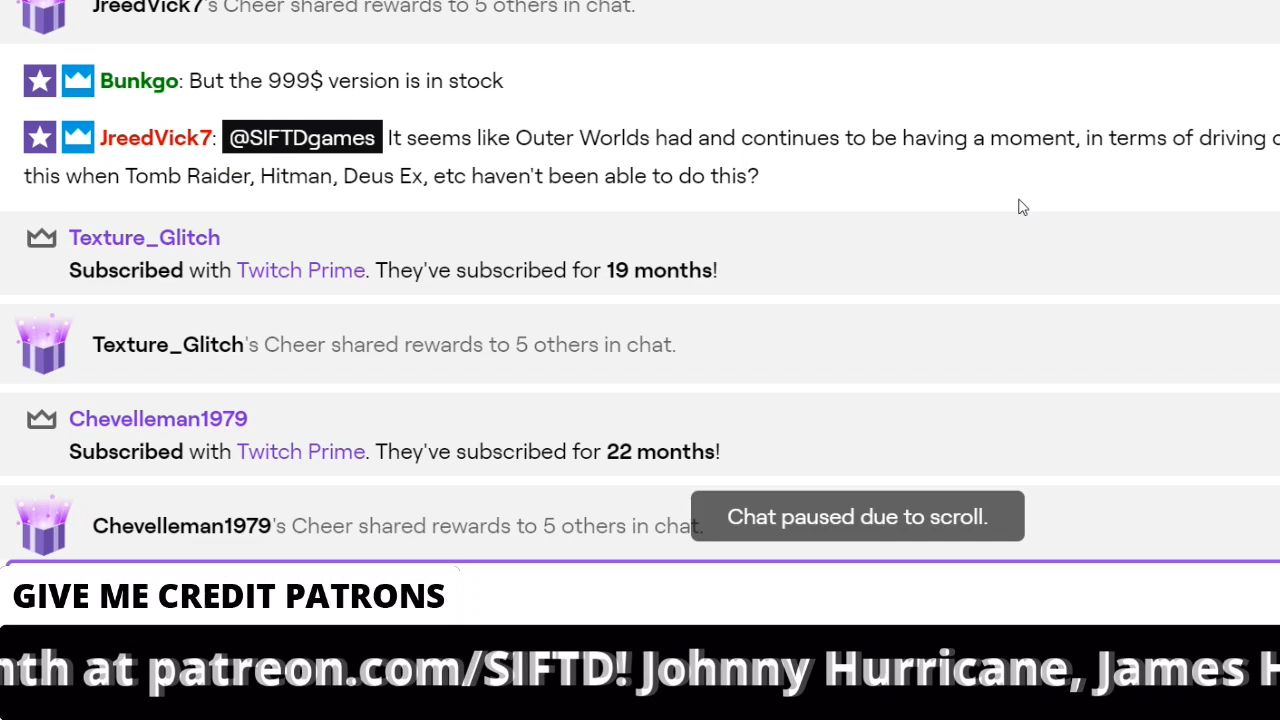 JreedVick7's Cheer shared rewards to 5 others in chat.
Bunkgo: But the 999$ version is in stock
JreedVick7: @SIFTDgames It seems like Outer Worlds had and continues to be having a moment, in terms of driving
this when Tomb Raider, Hitman, Deus Ex, etc haven't been able to do this?
Texture_Glitch
Subscribed with Twitch Prime. They've subscribed for 19 months!
Texture_Glitch's Cheer shared rewards to 5 others in chat.
Chevelleman1979
Subscribed with Twitch Prime. They've subscribed for 22 months!
Chevelleman1979's Cheer shared rewards to 5 others in chat.
Chat paused due to scroll.
GIVE ME CREDIT PATRONS
nth at patreon.com/SIFTD! Johnny Hurricane, James H